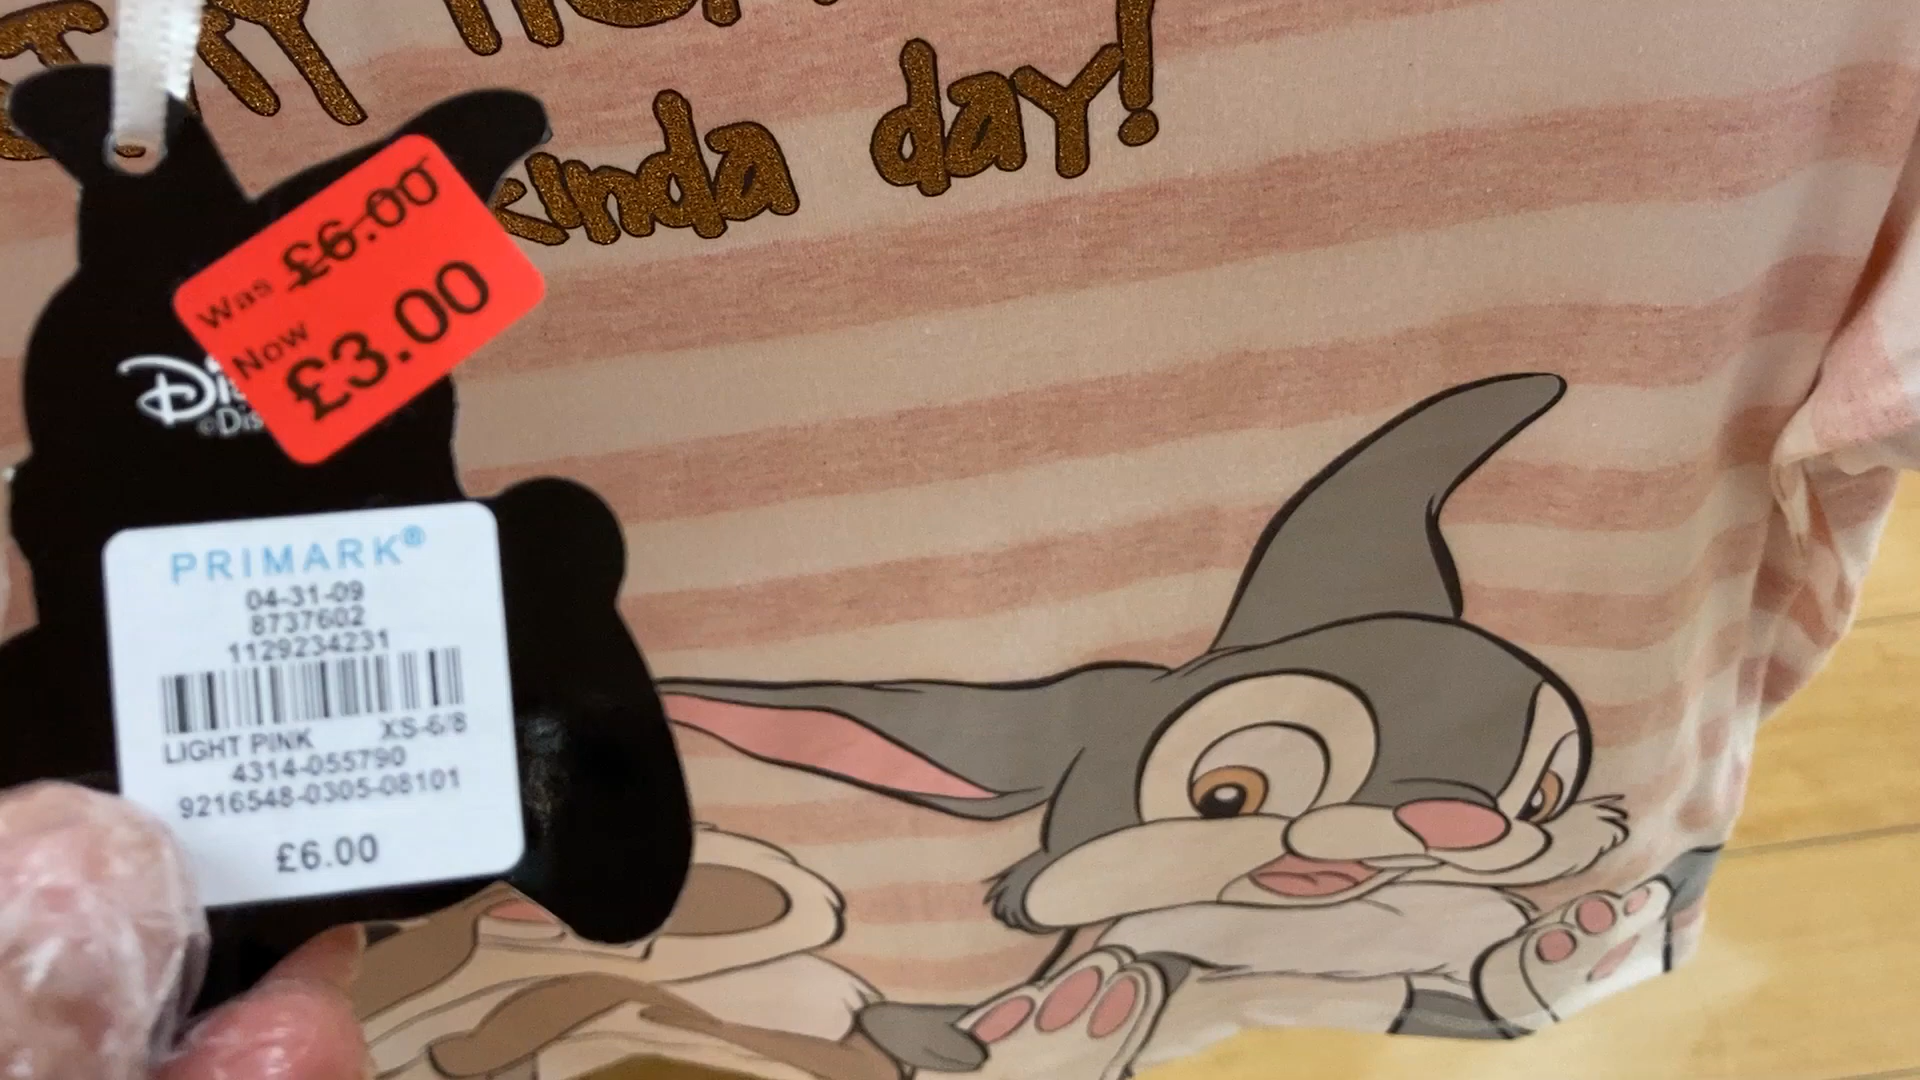 kinda day!
Was £6.00
Now
£3.00
PRIMARK®
04-31-09
8737602
1129234231
LIGHT PINK XS-6/8
4314-055790
9216548-0305-08101
£6.00